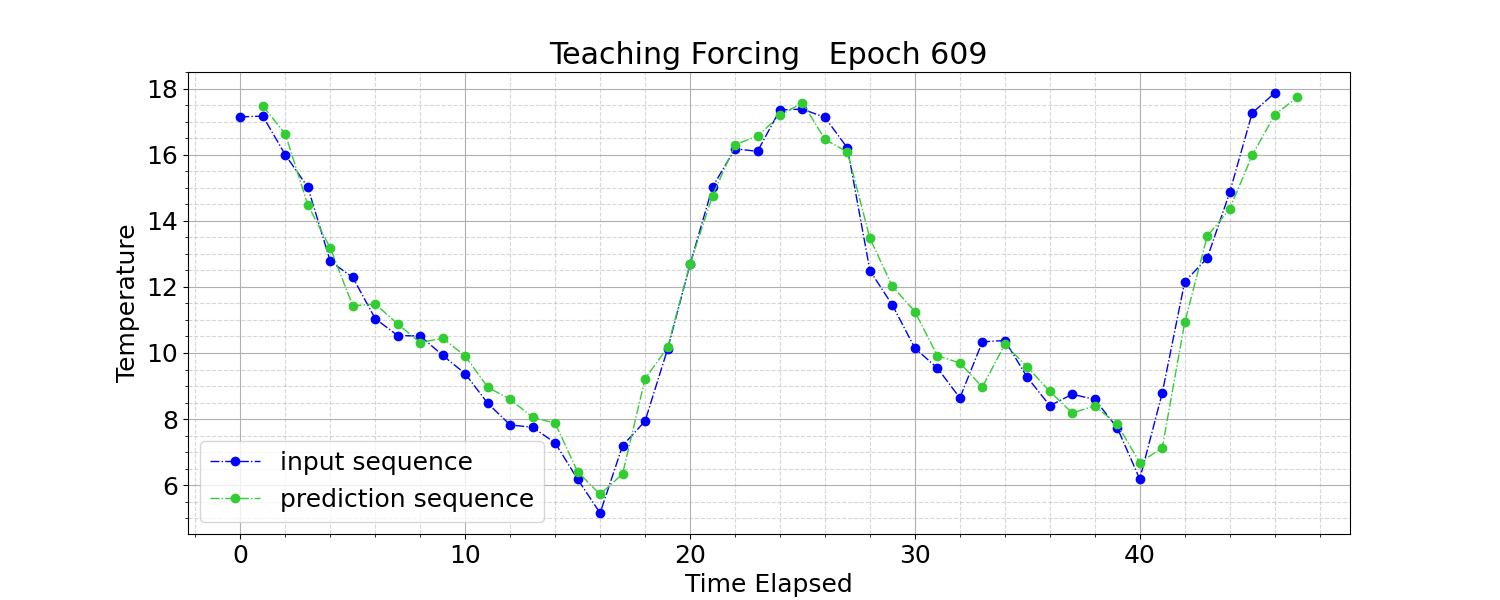 Teaching Forcing   Epoch 609
18
16
14
12
10
8
6
Temperature
input sequence
prediction sequence
0 10 20 30 40
Time Elapsed